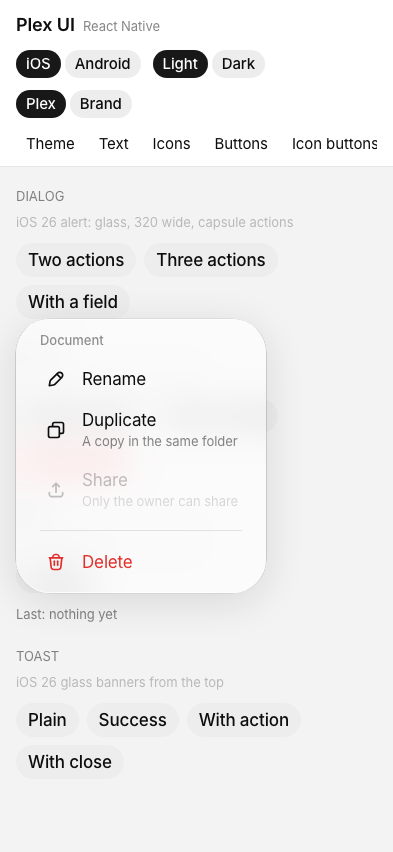 Plex UI React Native
iOS Android Light Dark
Plex Brand
Theme Text Icons Buttons Icon buttons
DIALOG
iOS 26 alert: glass, 320 wide, capsule actions
Two actions Three actions
With a field
Document
Rename
Duplicate
A copy in the same folder
Share
Only the owner can share
Delete
Last: nothing yet
TOAST
iOS 26 glass banners from the top
Plain Success With action
With close